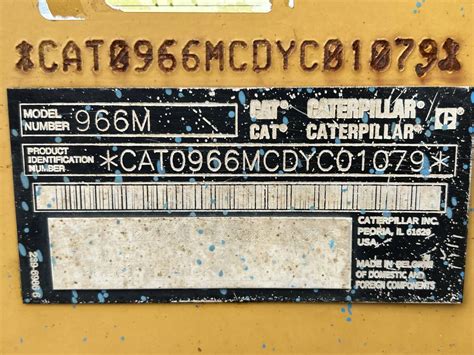 *CAT0966MCDYC01079*
MODEL NUMBER 966M
CAT CATERPILLAR
CAT® CATERPILLAR®
PRODUCT IDENTIFICATION NUMBER *CAT0966MCDYC01079*
CATERPILLAR INC.
PEORIA, IL 61629
USA
MADE IN BELGIUM
OF DOMESTIC AND
FOREIGN COMPONENTS